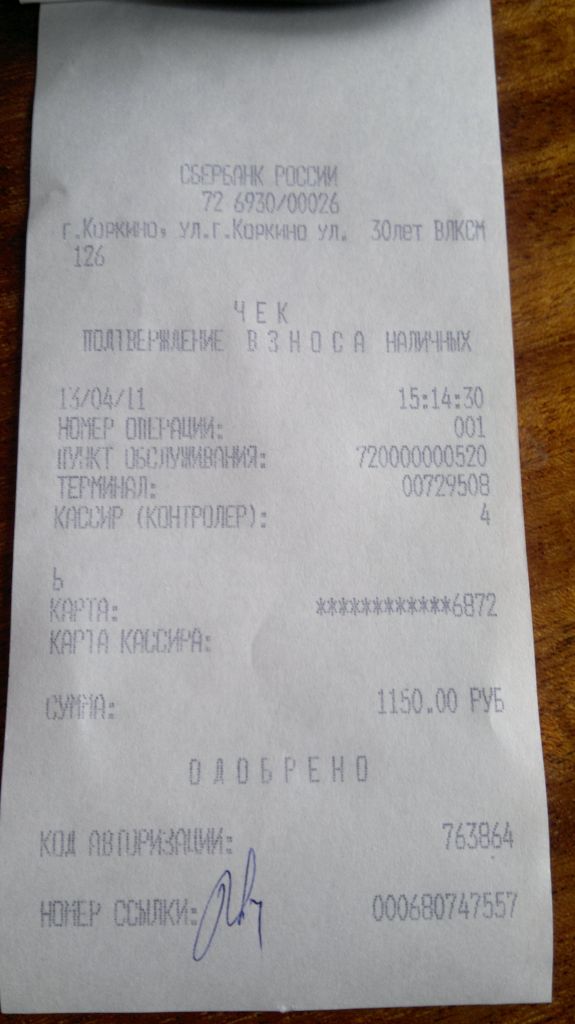 СБЕРБАНК РОССИИ
72 6930/00026
г.Коркино, ул.г.Коркино ул. 30лет ВЛКСМ
126
ЧЕК
ПОДТВЕРЖДЕНИЕ ВЗНОСА НАЛИЧНЫХ
13/04/11 15:14:30
НОМЕР ОПЕРАЦИИ: 001
ПУНКТ ОБСЛУЖИВАНИЯ: 720000000520
ТЕРМИНАЛ: 00729508
КАССИР (КОНТРОЛЕР): 4
КАРТА: ************6872
КАРТА КАССИРА:
СУММА: 1150.00 РУБ
ОДОБРЕНО
КОД АВТОРИЗАЦИИ: 763864
НОМЕР ССЫЛКИ: 000680747557